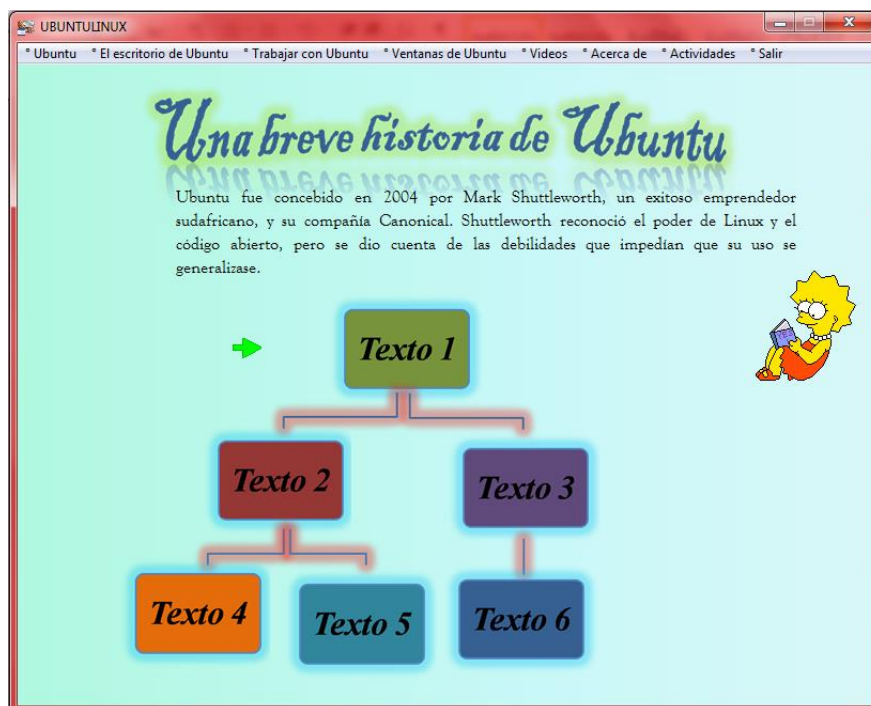 UBUNTULINUX
° Ubuntu ° El escritorio de Ubuntu ° Trabajar con Ubuntu ° Ventanas de Ubuntu ° Videos ° Acerca de ° Actividades ° Salir
Una breve historia de Ubuntu
Ubuntu fue concebido en 2004 por Mark Shuttleworth, un exitoso emprendedor
sudafricano, y su compañía Canonical. Shuttleworth reconoció el poder de Linux y el
código abierto, pero se dio cuenta de las debilidades que impedían que su uso se
generalizase.
Texto 1
Texto 2
Texto 3
Texto 4
Texto 5
Texto 6